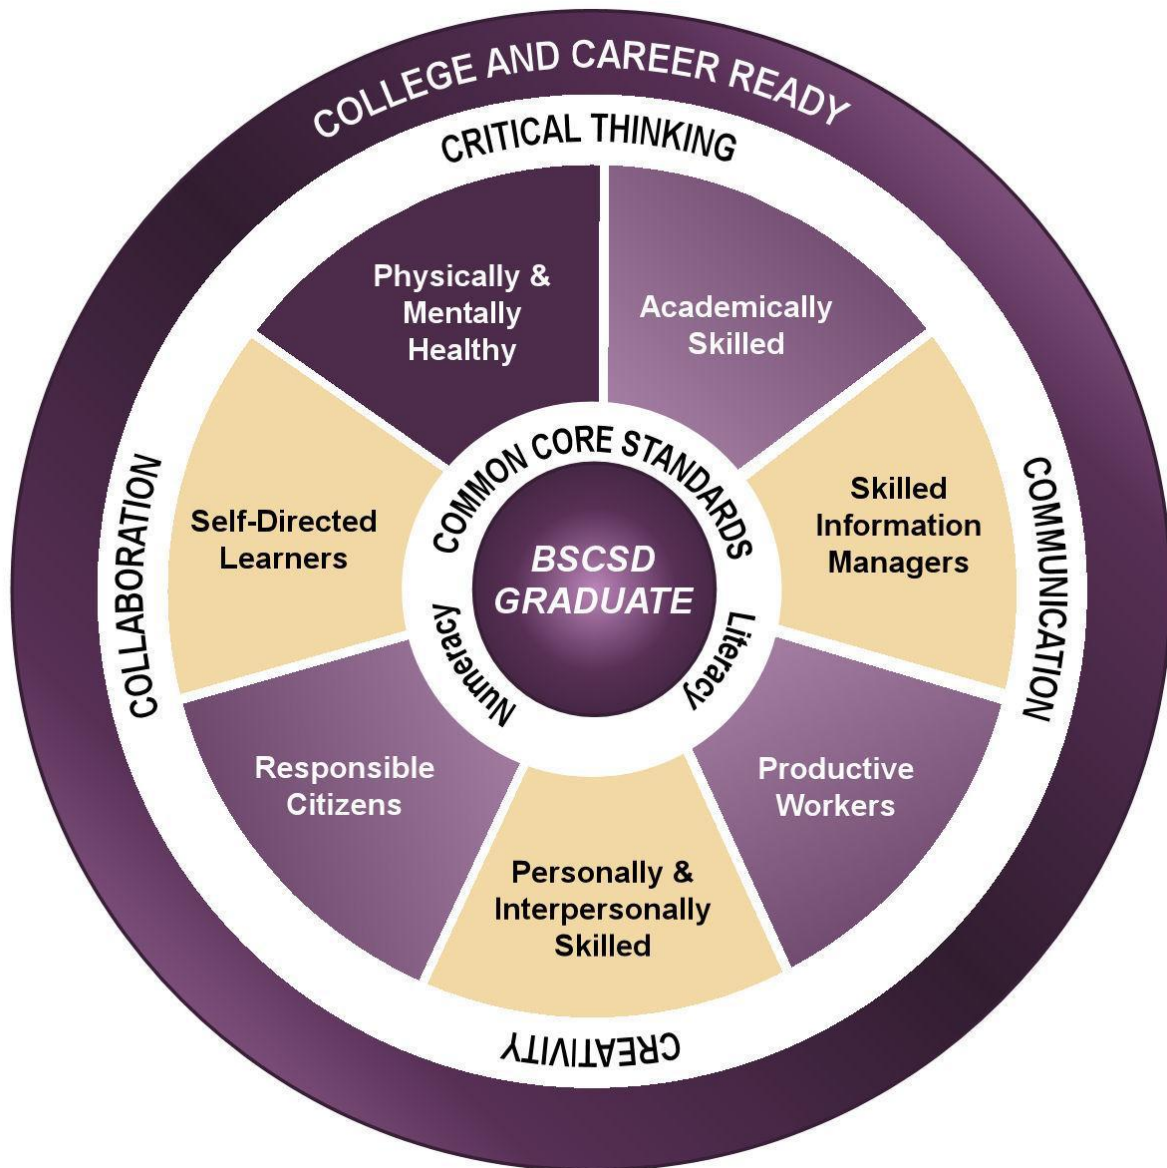 COLLEGE AND CAREER READY
CRITICAL THINKING
Physically &
Mentally
Healthy
Academically
Skilled
COMMON CORE STANDARDS
COLLABORATION
Self-Directed
Learners
BSCSD
GRADUATE
Skilled
Information
Managers
COMMUNICATION
Numeracy
Literacy
Responsible
Citizens
Productive
Workers
Personally &
Interpersonally
Skilled
CREATIVITY